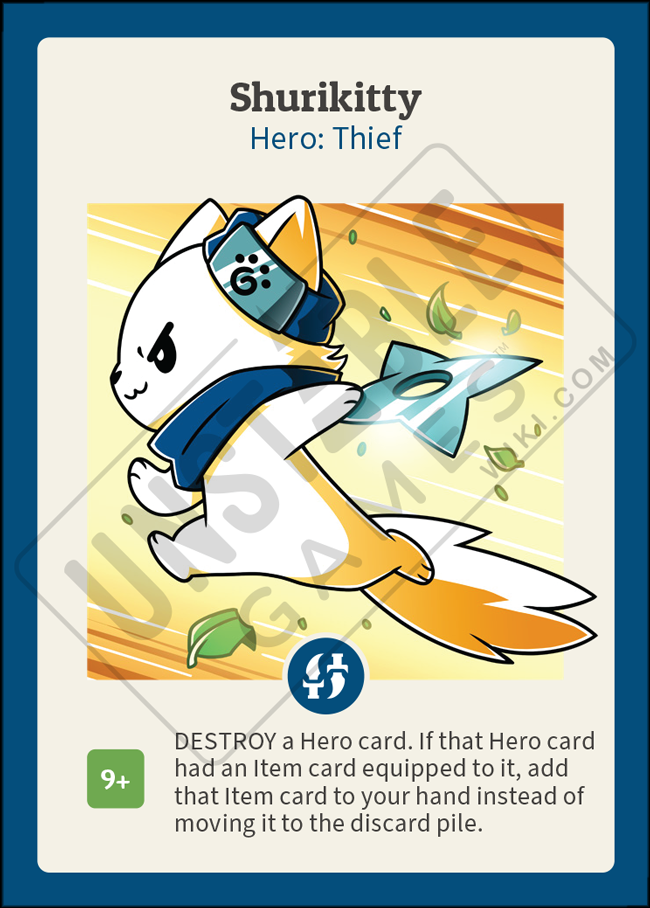 Shurikitty
Hero: Thief
UNSTABLE
GAMES™
WIKI.COM
9+
DESTROY a Hero card. If that Hero card
had an Item card equipped to it, add
that Item card to your hand instead of
moving it to the discard pile.